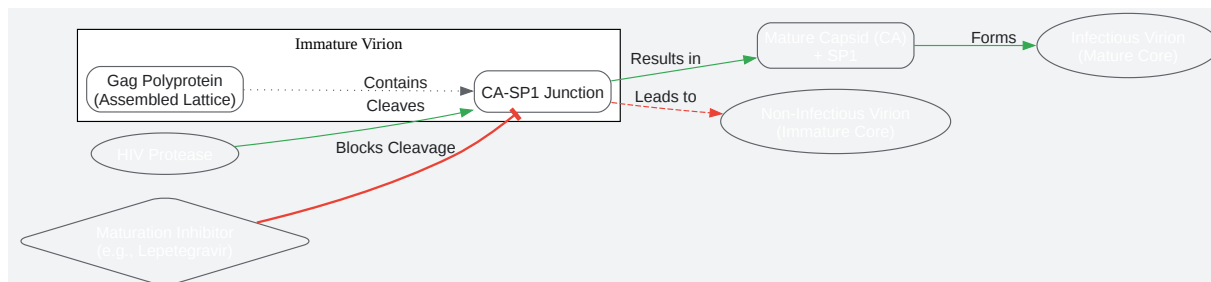 Immature Virion
Gag Polyprotein
(Assembled Lattice)
Contains
Cleaves
CA-SP1 Junction
HIV Protease
Blocks Cleavage
Maturation Inhibitor
(e.g., Lepetegravir)
Results in
Leads to
Mature Capsid (CA)
+ SP1
Forms
Infectious Virion
(Mature Core)
Non-Infectious Virion
(Immature Core)